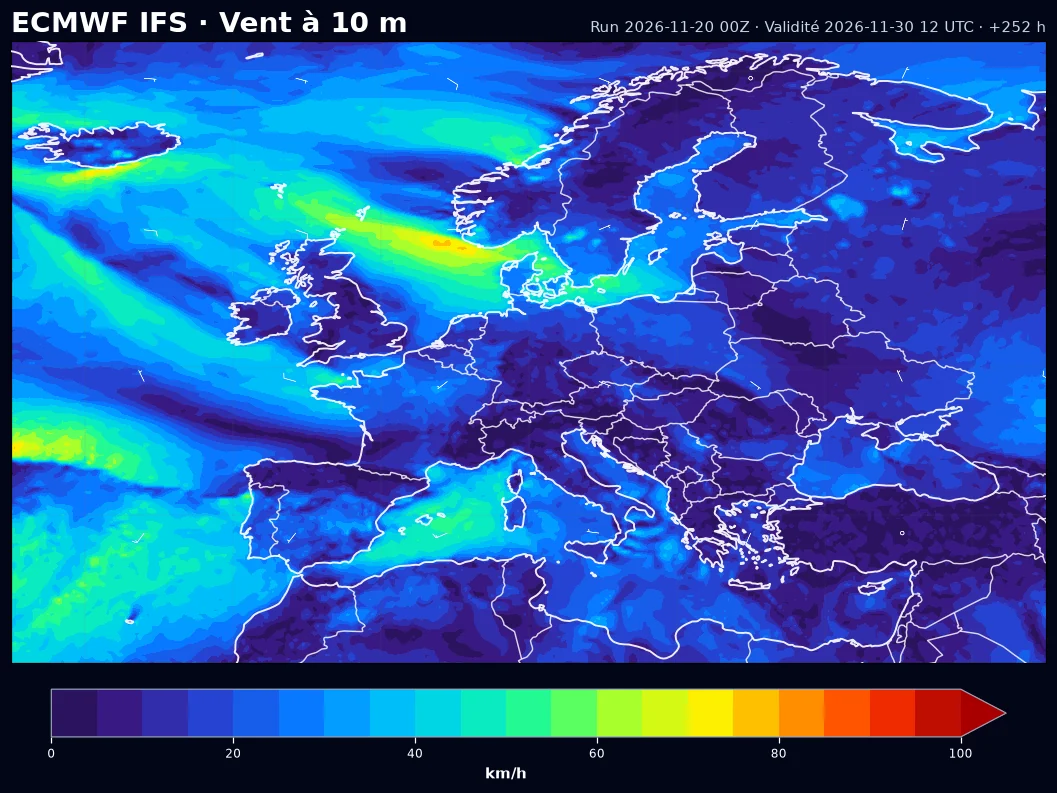 ECMWF IFS · Vent à 10 m
Run 2026-11-20 00Z · Validité 2026-11-30 12 UTC · +252 h
0 20 40 60 80 100
km/h